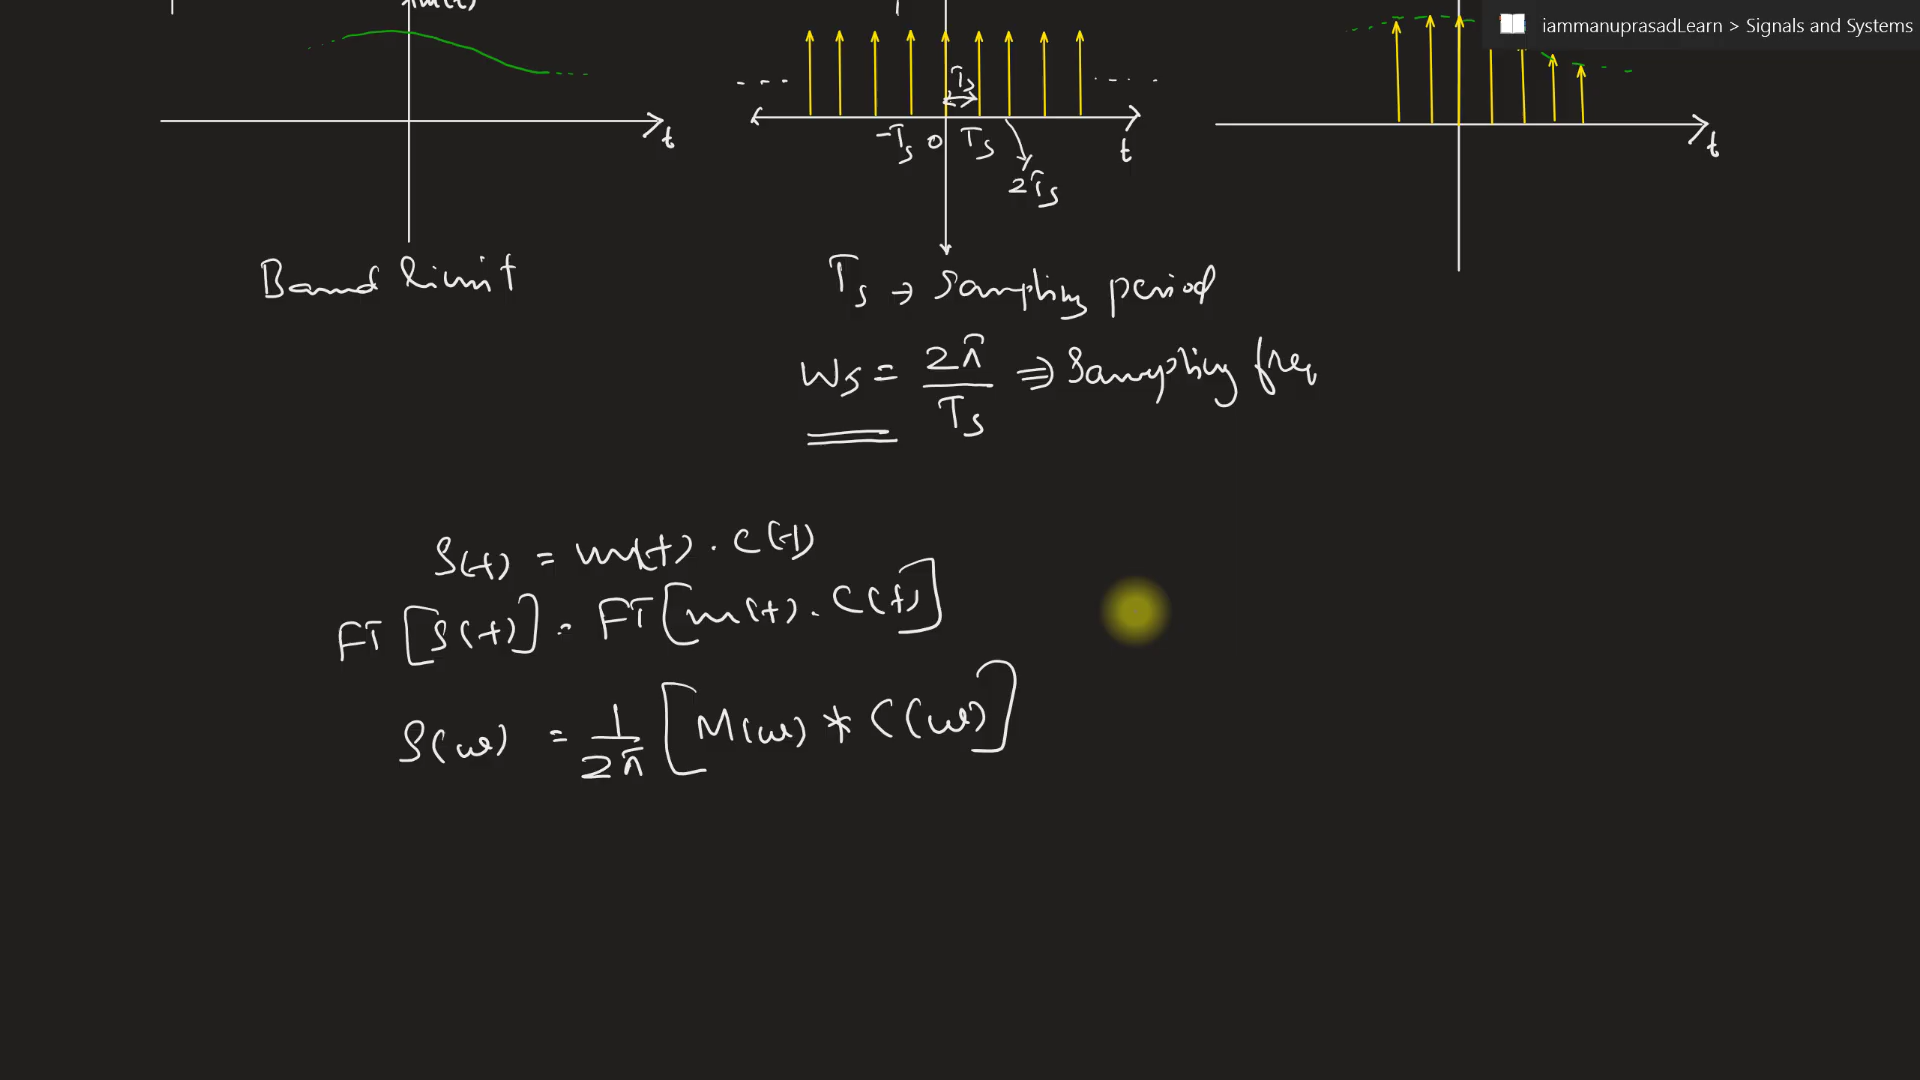 m(t)
iammanuprasadLearn > Signals and Systems
t
Ts
-Ts 0 Ts
2Ts
t
t
Band limit
Ts → Sampling period
ωs = 2π/Ts ⇒ Sampling freq
S(t) = m(t) . c(t)
FT [S(t)] = FT [m(t) . C(t)]
S(ω) = 1/2π [M(ω) * C(ω)]